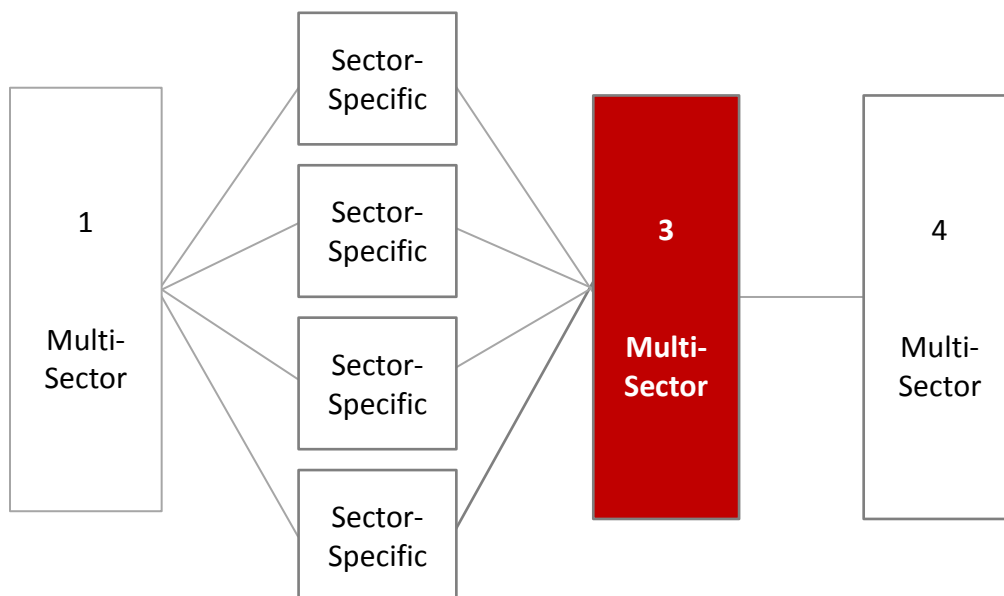 1
Multi-
Sector
Sector-
Specific
Sector-
Specific
Sector-
Specific
Sector-
Specific
3
Multi-
Sector
4
Multi-
Sector